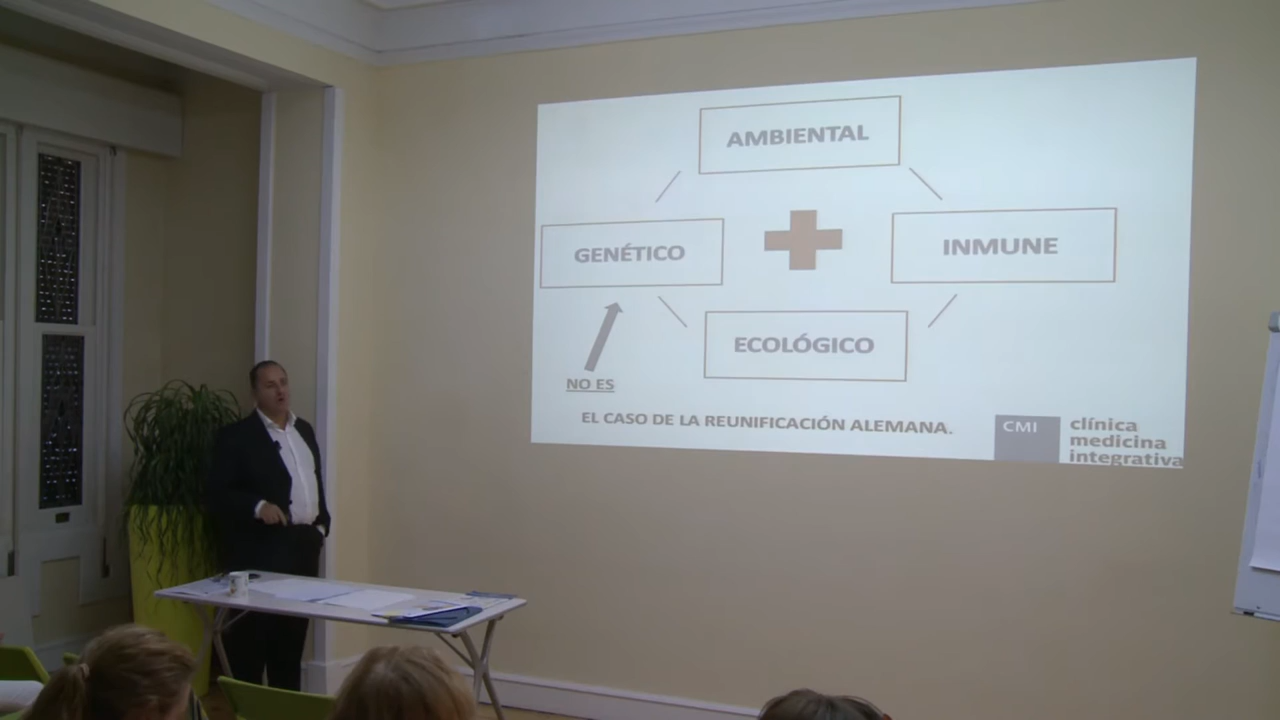 AMBIENTAL
GENÉTICO
INMUNE
ECOLÓGICO
NO ES
EL CASO DE LA REUNIFICACIÓN ALEMANA.
CMI
clínica
medicina
integrativa